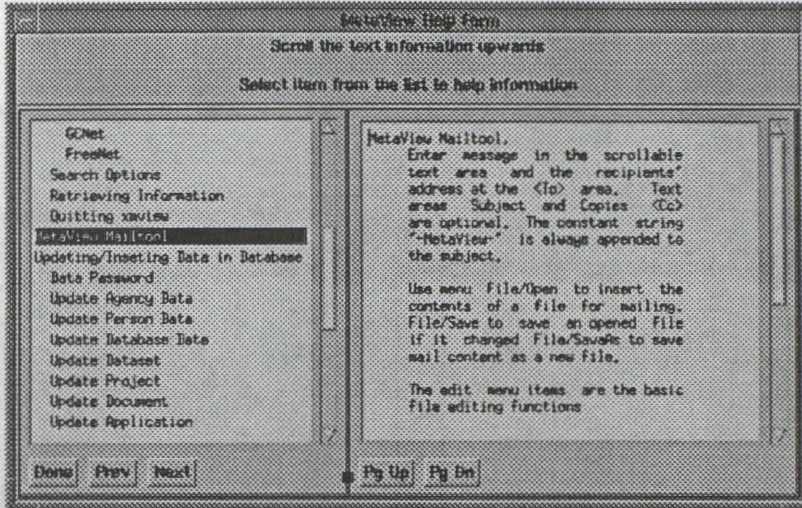 MetaView Help Form
Scroll the text information upwards
Select item from the list to help information
GCNet
FreeNet
Search Options
Retrieving Information
Quitting xmview
MetaView Mailtool
Updating/Inseting Data in Database
Data Password
Update Agency Data
Update Person Data
Update Database Data
Update Dataset
Update Project
Update Document
Update Application
Done Prev Next
MetaView Mailtool.
Enter message in the scrollable
text area and the recipients'
address at the <To> area. Text
areas Subject and Copies <Cc>
are optional. The constant string
"-MetaView-" is always appended to
the subject.
Use menu File/Open to insert the
contents of a file for mailing.
File/Save to save an opened file
if it changed File/SaveAs to save
mail content as a new file.
The edit menu items are the basic
file editing functions
Pg Up Pg Dn